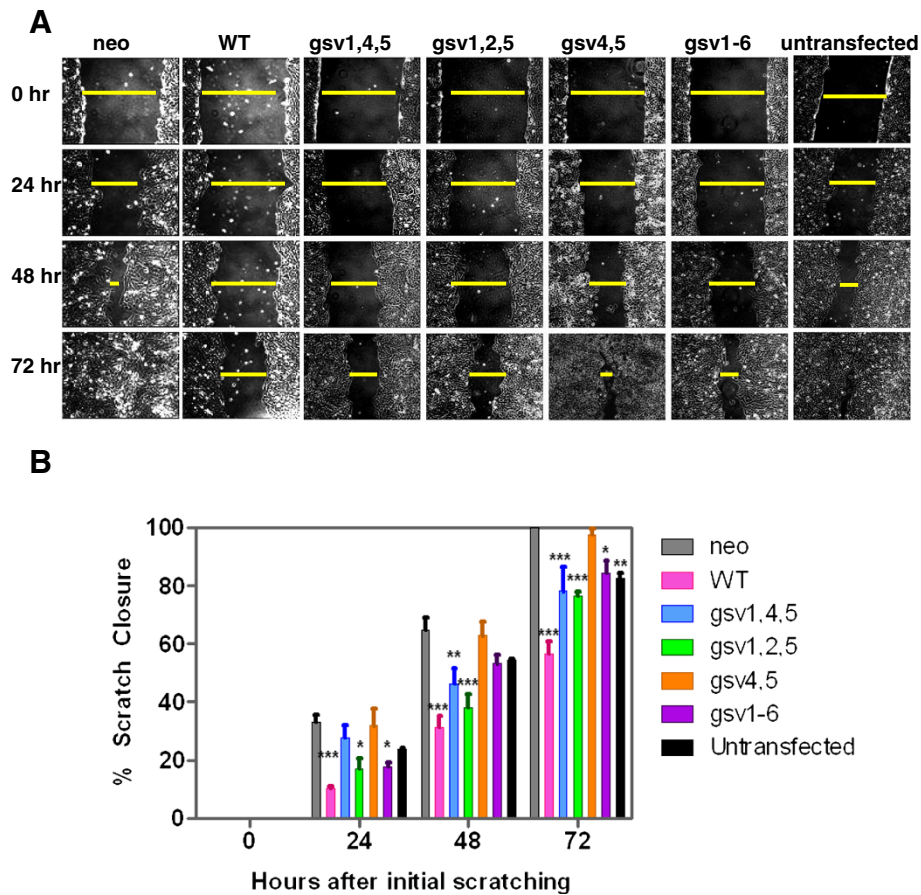 A
neo WT gsv1,4,5 gsv1,2,5 gsv4,5 gsv1-6 untransfected
0 hr
24 hr
48 hr
72 hr
B
100
80
60
40
20
0
% Scratch Closure
*** * *
*** ** ***
*** *** *** * **
0 24 48 72
Hours after initial scratching
neo
WT
gsv1,4,5
gsv1,2,5
gsv4,5
gsv1-6
Untransfected